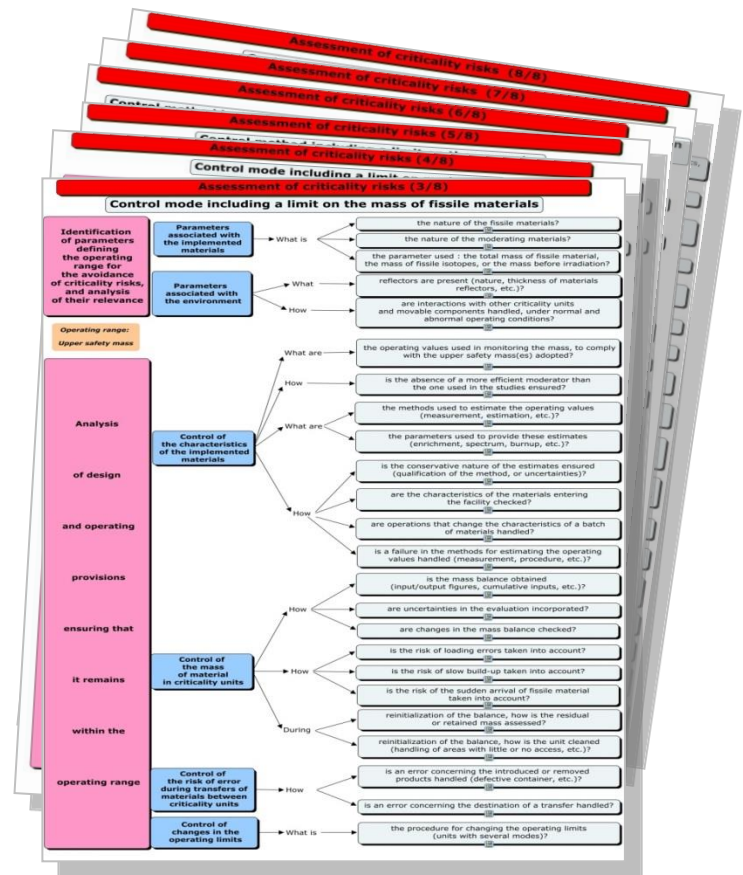 Assessment of criticality risks (8/8)
Assessment of criticality risks (7/8)
Assessment of criticality risks (6/8)
Assessment of criticality risks (5/8)
Assessment of criticality risks (4/8)
Control mode including a limit on
Assessment of criticality risks (3/8)
Control mode including a limit on the mass of fissile materials
Identification
of parameters
defining
the operating
range for
the avoidance
of criticality risks,
and analysis
of their relevance
Parameters
associated with
the implemented
materials
What is
the nature of the fissile materials?
the nature of the moderating materials?
the parameter used : the total mass of fissile material,
the mass of fissile isotopes, or the mass before irradiation?
Parameters
associated with
the environment
What
reflectors are present (nature, thickness of materials
reflectors, etc.)?
How
are interactions with other criticality units
and movable components handled, under normal and
abnormal operating conditions?
Operating range:
Upper safety mass
Analysis
of design
and operating
provisions
ensuring that
it remains
within the
operating range
Control of
the characteristics
of the implemented
materials
What are
the operating values used in monitoring the mass, to comply
with the upper safety mass(es) adopted?
How
is the absence of a more efficient moderator than
the one used in the studies ensured?
What are
the methods used to estimate the operating values
(measurement, estimation, etc.)?
the parameters used to provide these estimates
(enrichment, spectrum, burnup, etc.)?
How
is the conservative nature of the estimates ensured
(qualification of the method, or uncertainties)?
are the characteristics of the materials entering
the facility checked?
are operations that change the characteristics of a batch
of materials handled?
is a failure in the methods for estimating the operating
values handled (measurement, procedure, etc.)?
Control of
the mass
of material
in criticality units
How
is the mass balance obtained
(input/output figures, cumulative inputs, etc.)?
are uncertainties in the evaluation incorporated?
are changes in the mass balance checked?
How
is the risk of loading errors taken into account?
is the risk of slow build-up taken into account?
is the risk of the sudden arrival of fissile material
taken into account?
During
reinitialization of the balance, how is the residual
or retained mass assessed?
reinitialization of the balance, how is the unit cleaned
(handling of areas with little or no access, etc.)?
Control of
the risk of error
during transfers of
materials between
criticality units
How
is an error concerning the introduced or removed
products handled (defective container, etc.)?
is an error concerning the destination of a transfer handled?
Control of
changes in the
operating limits
What is
the procedure for changing the operating limits
(units with several modes)?